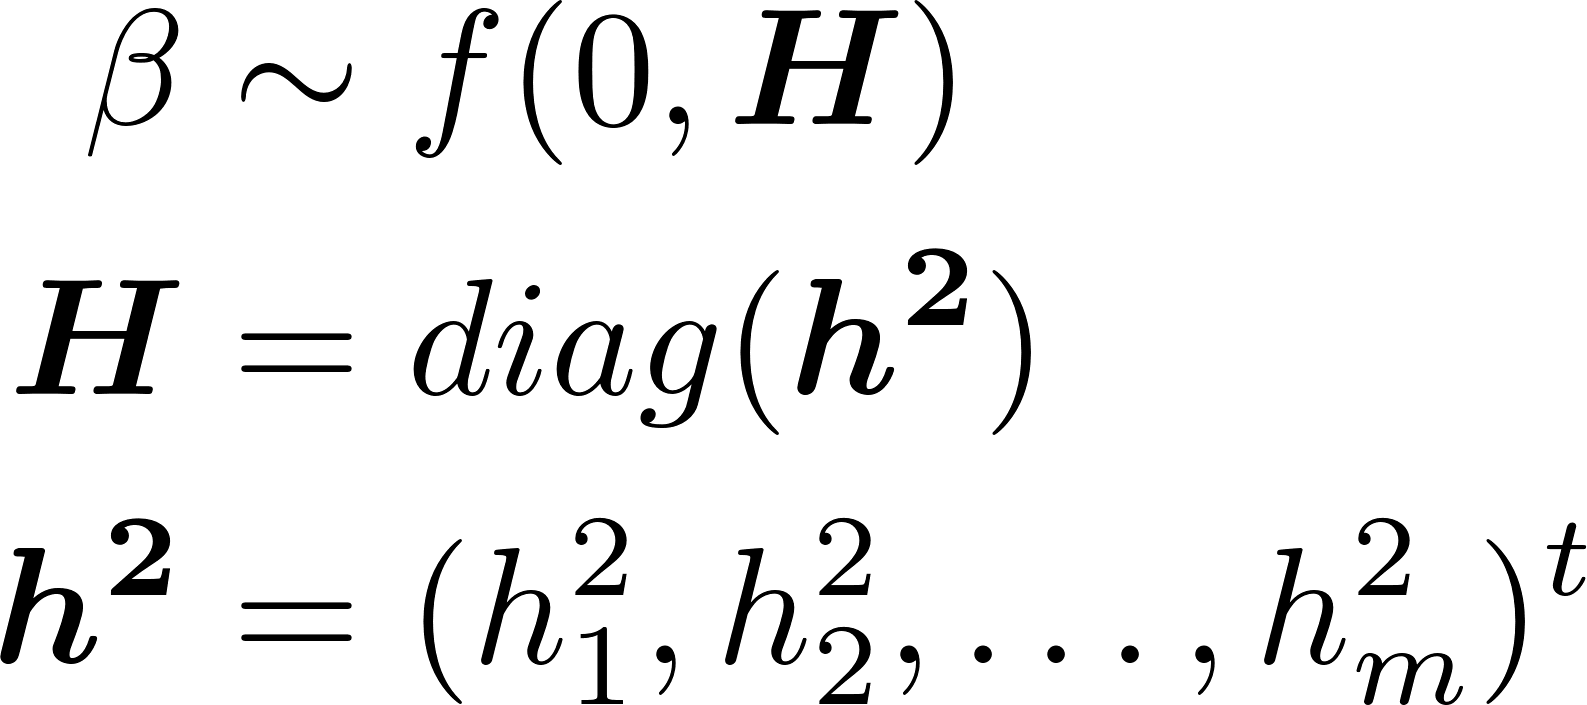 β ∼ f(0, H)
H = diag(h²)
h² = (h₁², h₂², . . . , hₘ²)ᵗ